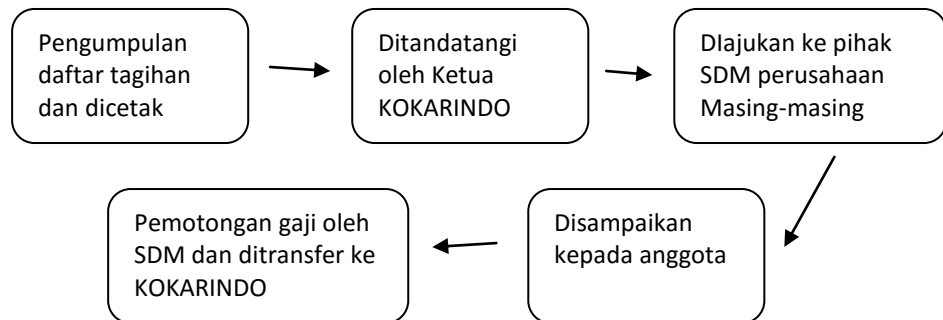 Pengumpulan
daftar tagihan
dan dicetak
Ditandatangi
oleh Ketua
KOKARINDO
DIajukan ke pihak
SDM perusahaan
Masing-masing
Disampaikan
kepada anggota
Pemotongan gaji oleh
SDM dan ditransfer ke
KOKARINDO